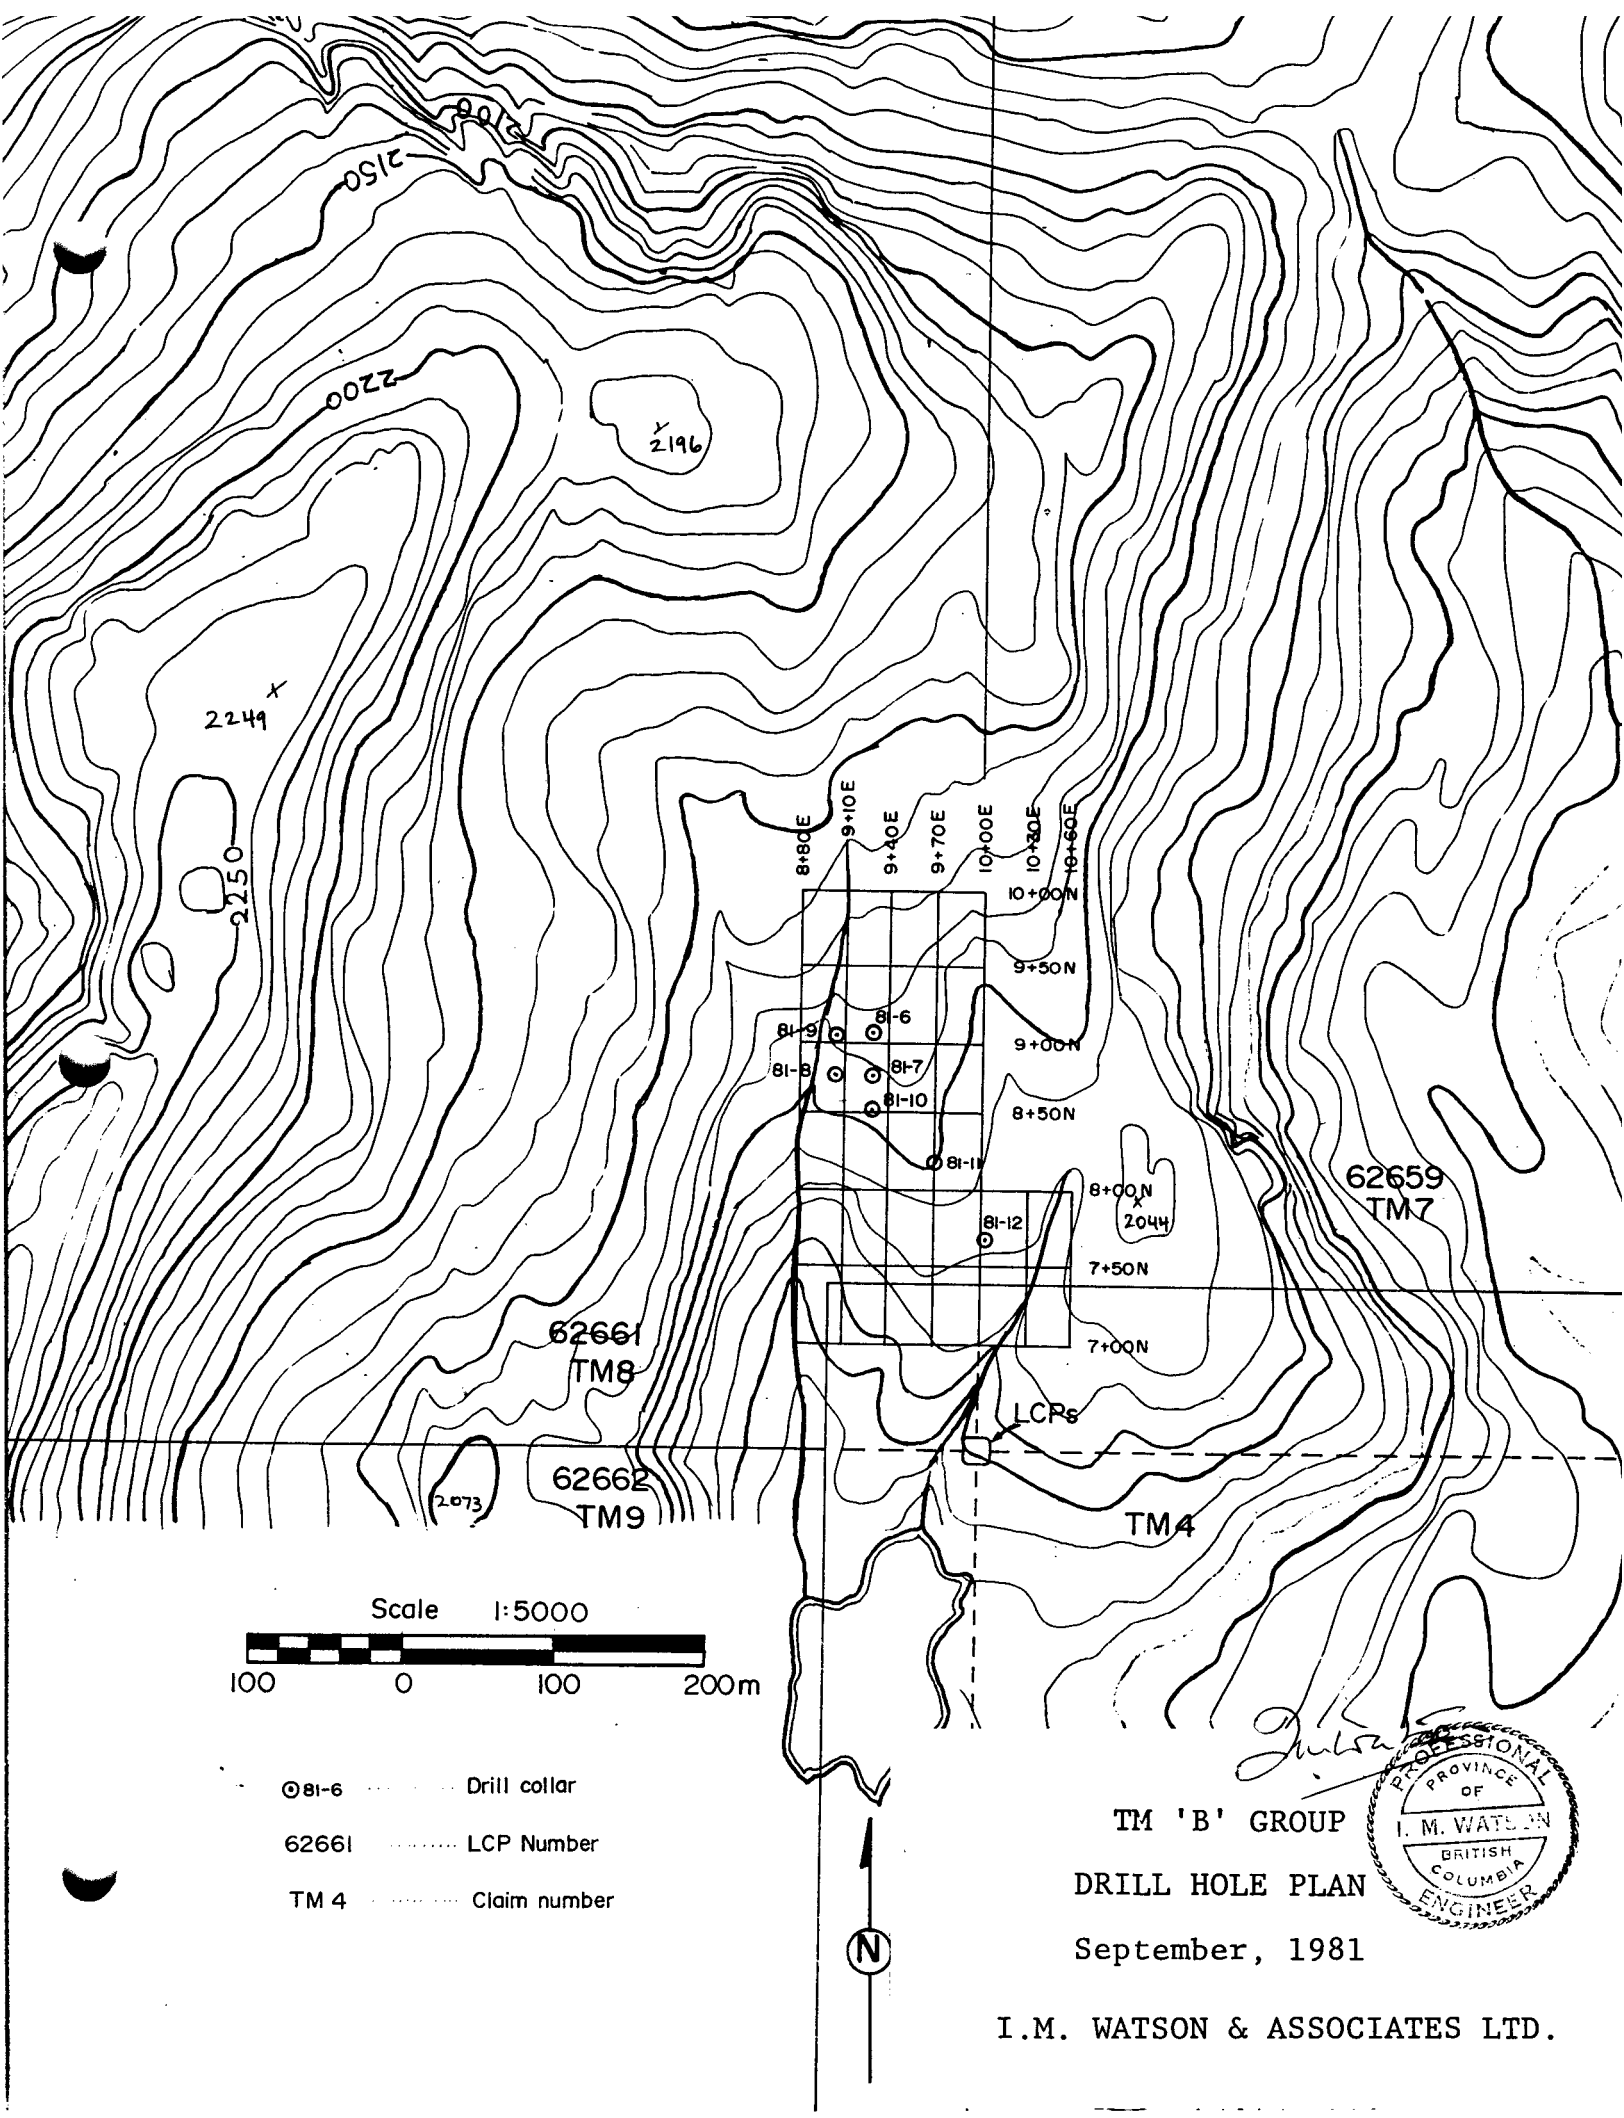 2100
2150
2200
2196
2249
2250
8+80E
9+10E
9+40E
9+70E
10+00E
10+30E
10+60E
10+00N
9+50N
81-6
81-9
9+00N
81-8
81-7
81-10
8+50N
81-11
62659
TM7
8+00N
2044
81-12
7+50N
62661
TM8
7+00N
LCPs
62662
TM9
2073
TM4
Scale 1:5000
100 0 100 200m
81-6 Drill collar
62661 LCP Number
TM 4 Claim number
N
TM 'B' GROUP
DRILL HOLE PLAN
September, 1981
I.M. WATSON & ASSOCIATES LTD.
PROFESSIONAL
PROVINCE
OF
I. M. WATSON
BRITISH
COLUMBIA
ENGINEER